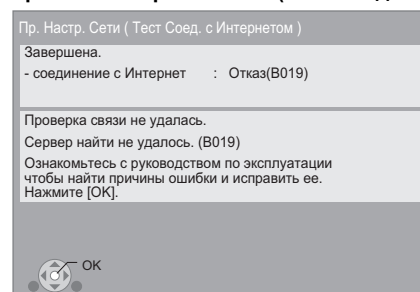 Пр. Настр. Сети ( Тест Соед. с Интернетом )
Завершена.
- соединение с Интернет : Отказ(B019)
Проверка связи не удалась.
Сервер найти не удалось. (B019)
Ознакомьтесь с руководством по эксплуатации
чтобы найти причины ошибки и исправить ее.
Нажмите [OK].
OK